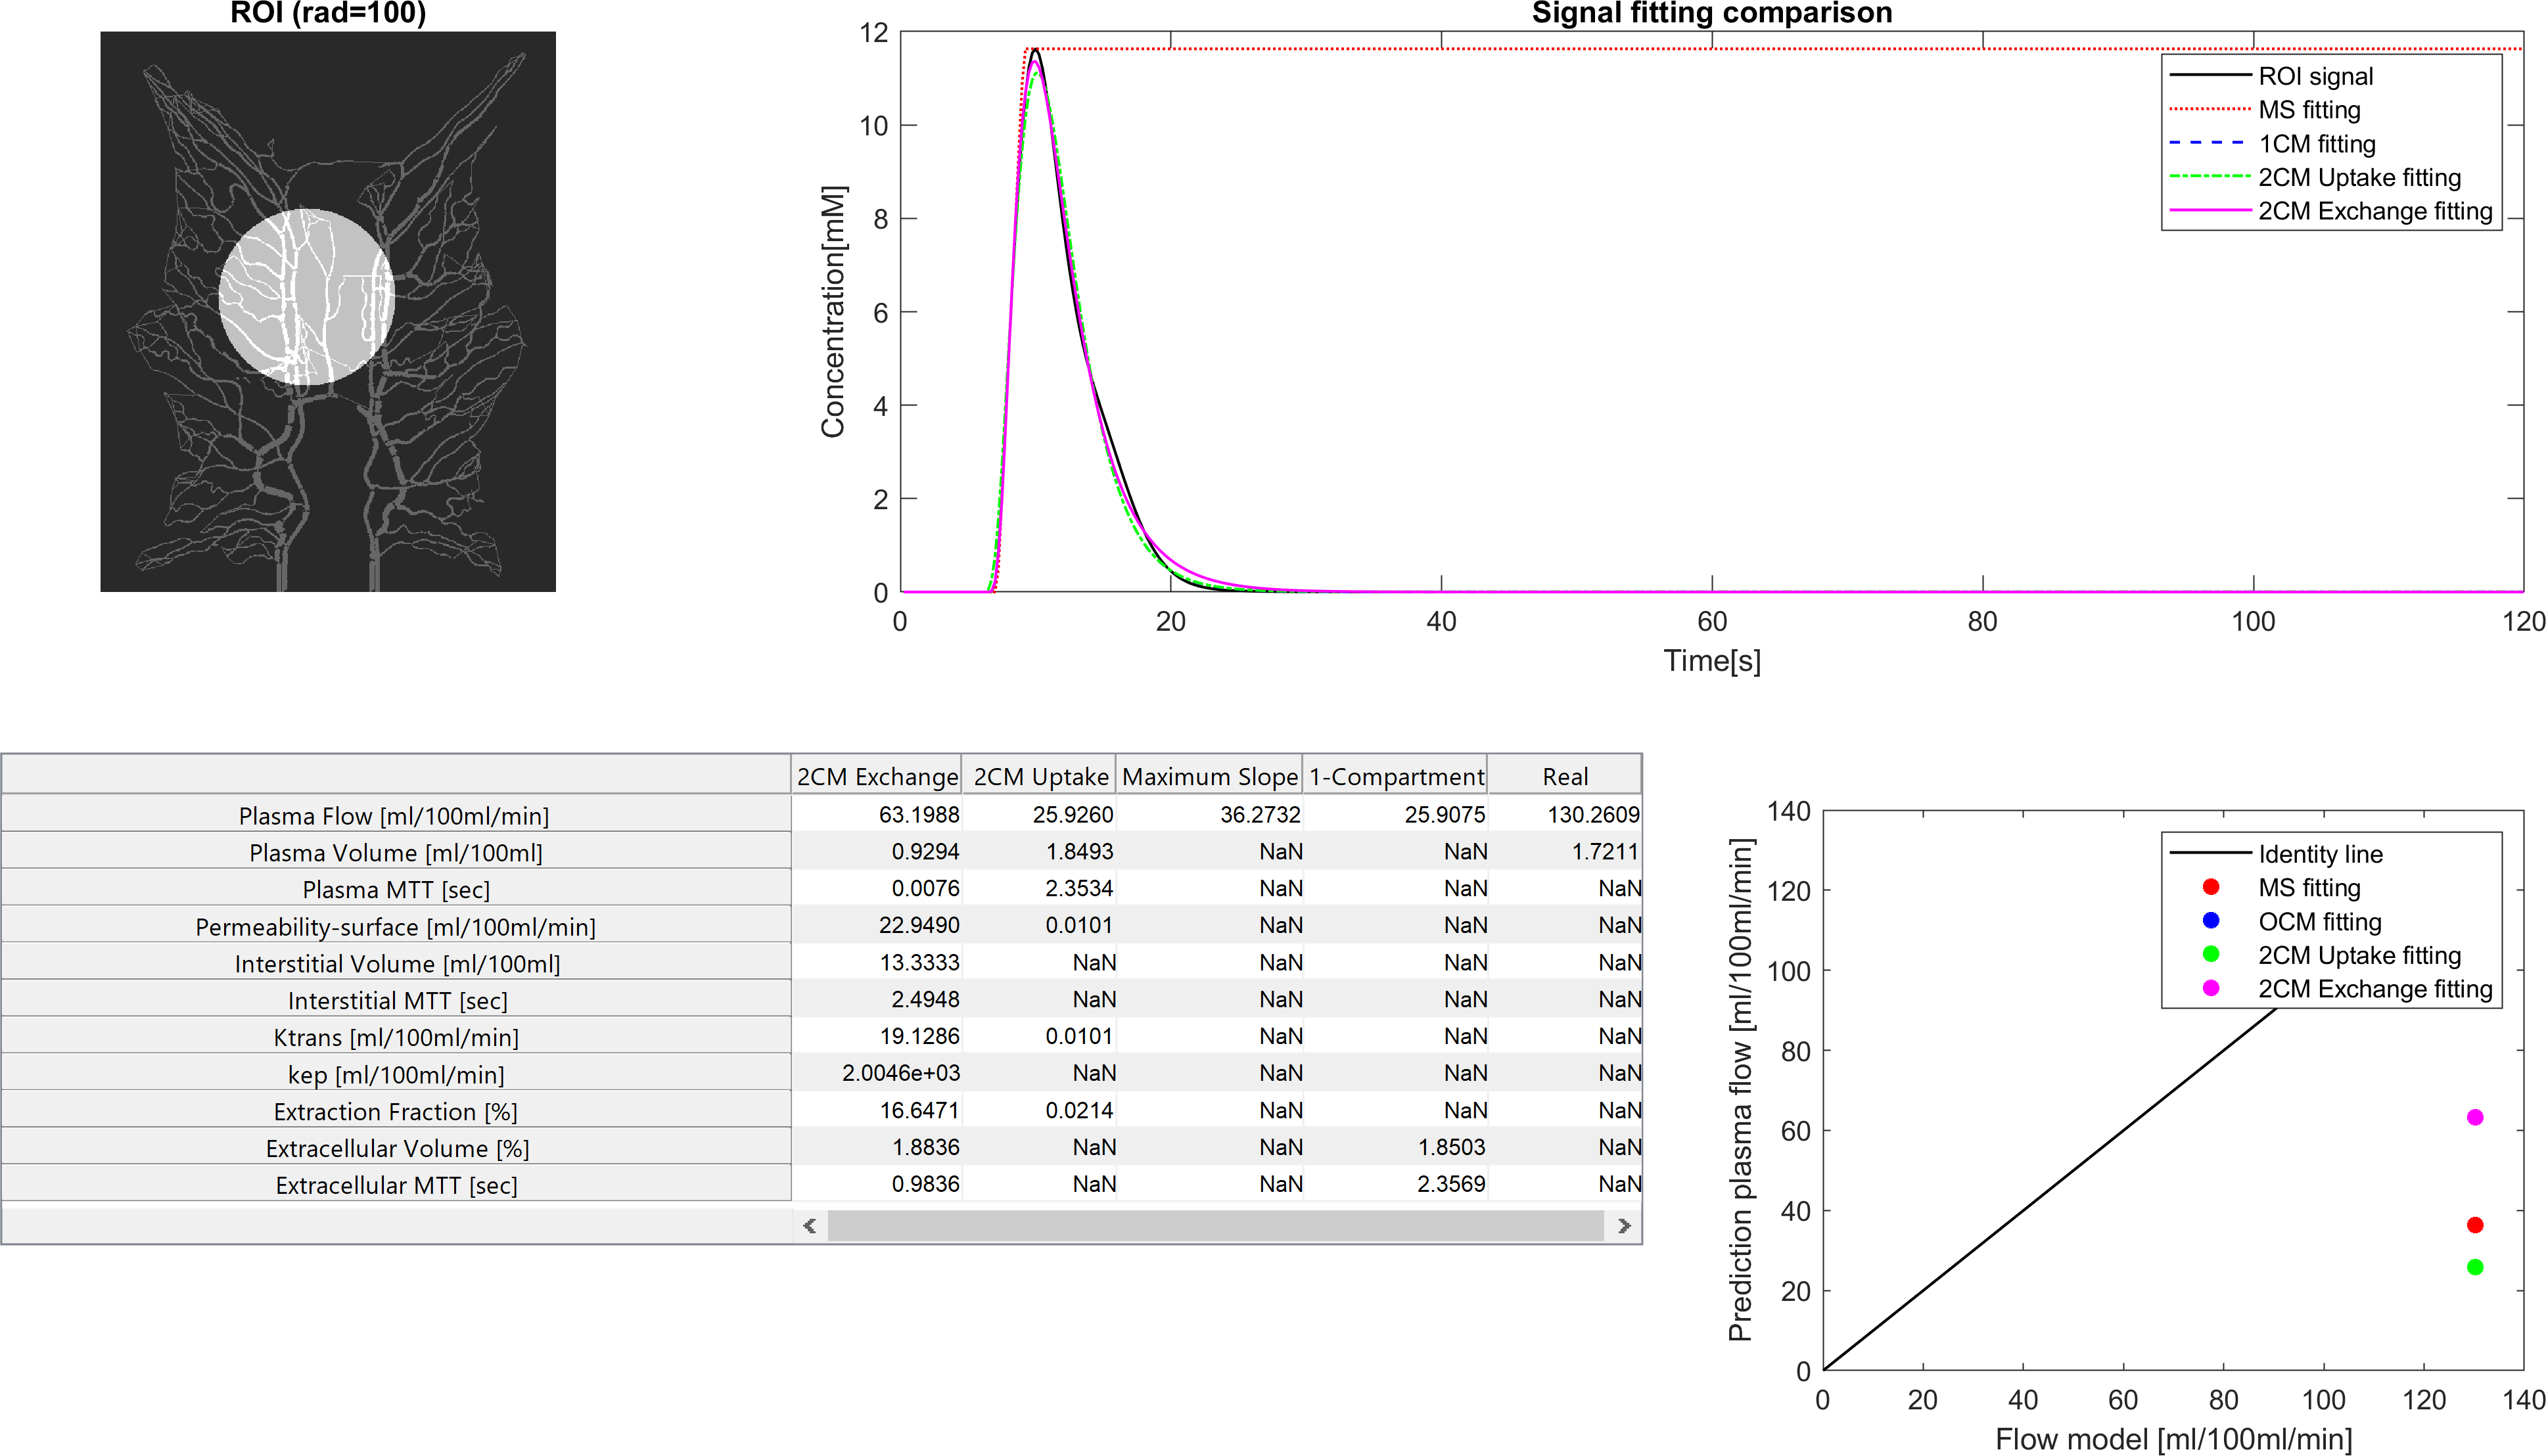 ROI (rad=100)
Signal fitting comparison
12
10
8
6
4
2
0
Concentration[mM]
0 20 40 60 80 100 120
Time[s]
ROI signal
MS fitting
1CM fitting
2CM Uptake fitting
2CM Exchange fitting
2CM Exchange 2CM Uptake Maximum Slope 1-Compartment Real
Plasma Flow [ml/100ml/min] 63.1988 25.9260 36.2732 25.9075 130.2609
Plasma Volume [ml/100ml] 0.9294 1.8493 NaN NaN 1.7211
Plasma MTT [sec] 0.0076 2.3534 NaN NaN NaN
Permeability-surface [ml/100ml/min] 22.9490 0.0101 NaN NaN NaN
Interstitial Volume [ml/100ml] 13.3333 NaN NaN NaN NaN
Interstitial MTT [sec] 2.4948 NaN NaN NaN NaN
Ktrans [ml/100ml/min] 19.1286 0.0101 NaN NaN NaN
kep [ml/100ml/min] 2.0046e+03 NaN NaN NaN NaN
Extraction Fraction [%] 16.6471 0.0214 NaN NaN NaN
Extracellular Volume [%] 1.8836 NaN NaN 1.8503 NaN
Extracellular MTT [sec] 0.9836 NaN NaN 2.3569 NaN
140
120
100
80
60
40
20
0
Prediction plasma flow [ml/100ml/min]
0 20 40 60 80 100 120 140
Flow model [ml/100ml/min]
Identity line
MS fitting
OCM fitting
2CM Uptake fitting
2CM Exchange fitting